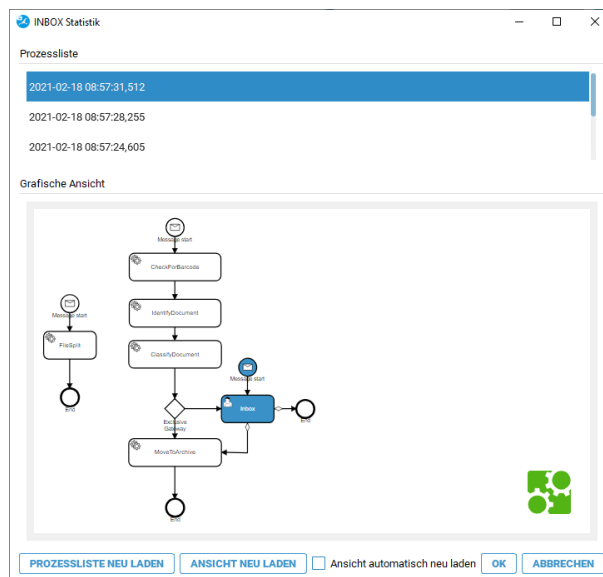 INBOX Statistik
Prozessliste
2021-02-18 08:57:31,512
2021-02-18 08:57:28,255
2021-02-18 08:57:24,605
Grafische Ansicht
Message start
CheckForBarcode
IdentifyDocument
Message start
FileSplit
ClassifyDocument
Message start
End
Inbox
End
Exclusive
Gateway
MoveToArchive
End
PROZESSLISTE NEU LADEN
ANSICHT NEU LADEN
Ansicht automatisch neu laden
OK
ABBRECHEN